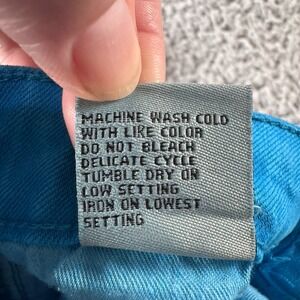 MACHINE WASH COLD
WITH LIKE COLOR
DO NOT BLEACH
DELICATE CYCLE
TUMBLE DRY ON
LOW SETTING
IRON ON LOWEST
SETTING